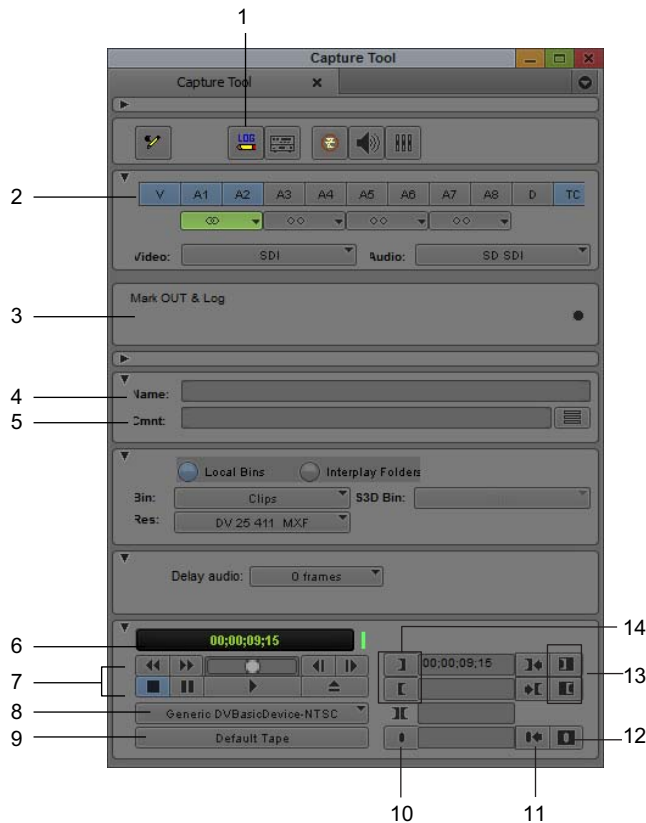 1
Capture Tool
Capture Tool
LOG
2
V A1 A2 A3 A4 A5 A6 A7 A8 D TC
Video: SDI Audio: SD SDI
3
Mark OUT & Log
4
Name:
5
Cmnt:
Local Bins Interplay Folders
Bin: Clips S3D Bin:
Res: DV 25 411 MXF
Delay audio: 0 frames
6
00;00;09;15
14
7
00;00;09;15
13
8
Generic DVBasicDevice-NTSC
9
Default Tape
12
10
11